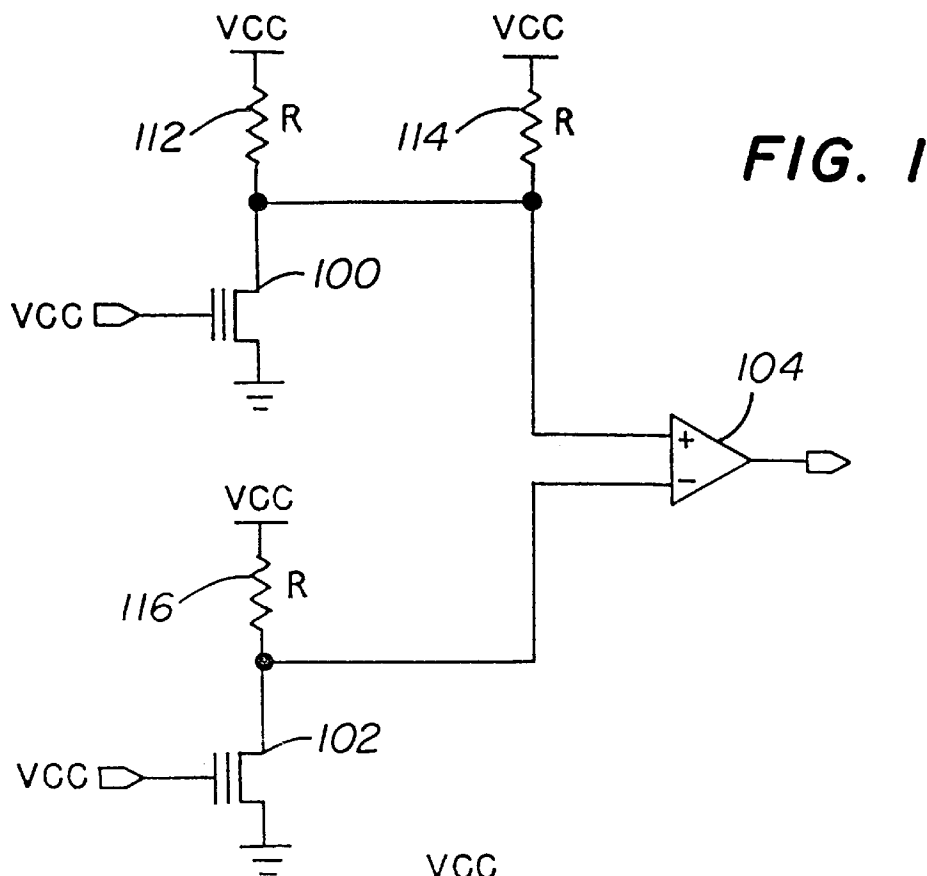 VCC VCC
112 R 114 R
FIG. 1
100
VCC
104
+
-
VCC
116 R
102
VCC
VCC